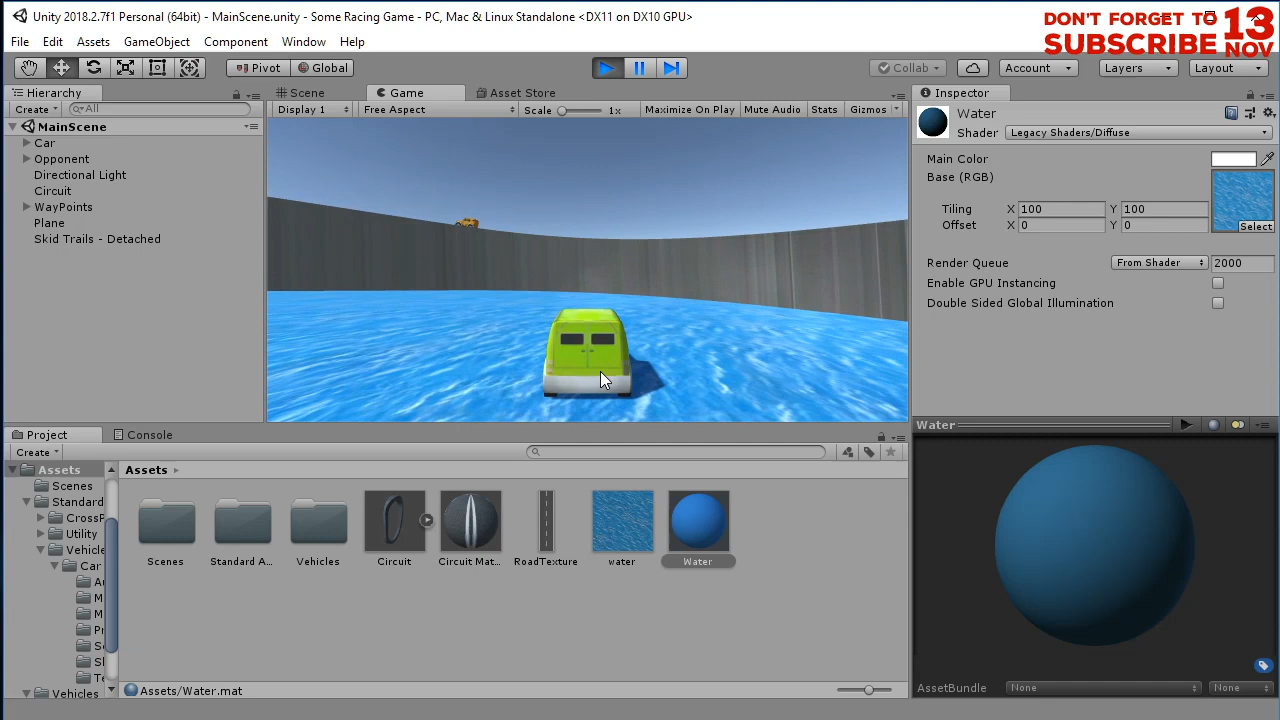 Unity 2018.2.7f1 Personal (64bit) - MainScene.unity - Some Racing Game - PC, Mac & Linux Standalone <DX11 on DX10 GPU>
DON'T FORGET TO
SUBSCRIBE
13
NOV
File Edit Assets GameObject Component Window Help
Pivot Global Collab Account Layers Layout
Hierarchy Scene Game Asset Store Inspector
Create All Display 1 Free Aspect Scale 1x Maximize On Play Mute Audio Stats Gizmos
MainScene
Car
Opponent
Directional Light
Circuit
WayPoints
Plane
Skid Trails - Detached
Water
Shader Legacy Shaders/Diffuse
Main Color
Base (RGB)
Tiling X 100 Y 100
Offset X 0 Y 0
Select
Render Queue From Shader 2000
Enable GPU Instancing
Double Sided Global Illumination
Project Console
Create
Assets
Scenes
Standard
CrossP
Utility
Vehicle
Car
A
M
M
P
S
S
T
Vehicles
Assets
Scenes Standard A... Vehicles Circuit Circuit Mat... RoadTexture water Water
Assets/Water.mat
Water
AssetBundle None None